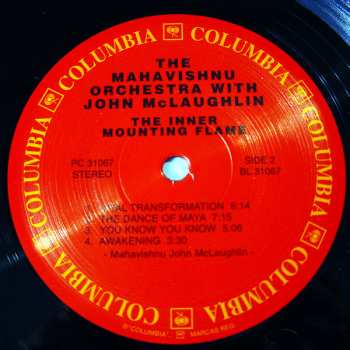 COLUMBIA
COLUMBIA
COLUMBIA
COLUMBIA
COLUMBIA
COLUMBIA
THE
MAHAVISHNU
ORCHESTRA WITH
JOHN McLAUGHLIN
THE INNER
MOUNTING FLAME
PC 31067
STEREO
SIDE 2
BL 31067
TRANSFORMATION 6:14
THE DANCE OF MAYA 7:15
3. YOU KNOW YOU KNOW 5:06
4. AWAKENING 3:30
- Mahavishnu John McLaughlin -
"COLUMBIA" MARCAS REG.